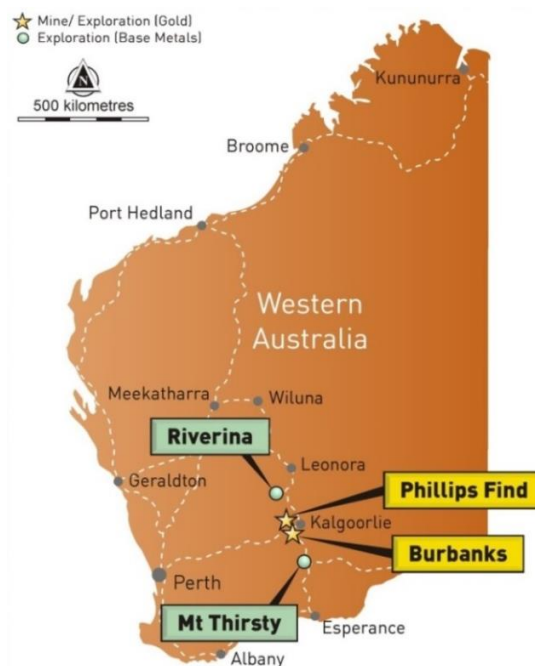 Mine/ Exploration (Gold)
Exploration (Base Metals)
N
500 kilometres
Kununurra
Broome
Port Hedland
Western
Australia
Meekatharra
Wiluna
Riverina
Leonora
Geraldton
Phillips Find
Kalgoorlie
Burbanks
Perth
Mt Thirsty
Esperance
Albany